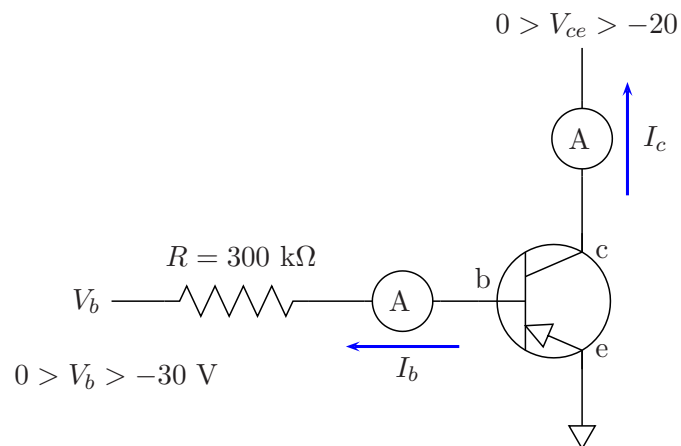 0 > V_{ce} > −20
A
I_c
R = 300 kΩ
c
b
V_b
A
e
I_b
0 > V_b > −30 V